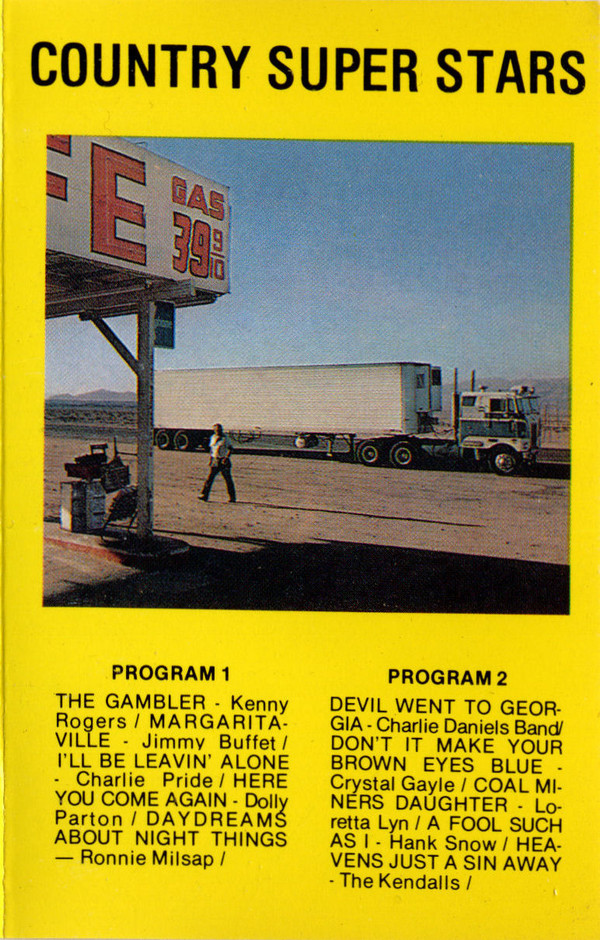 COUNTRY SUPER STARS
E
GAS
39 9/10
PROGRAM 1
THE GAMBLER - Kenny
Rogers / MARGARITA-
VILLE - Jimmy Buffet /
I'LL BE LEAVIN' ALONE
- Charlie Pride / HERE
YOU COME AGAIN - Dolly
Parton / DAYDREAMS
ABOUT NIGHT THINGS
— Ronnie Milsap /
PROGRAM 2
DEVIL WENT TO GEOR-
GIA - Charlie Daniels Band/
DON'T IT MAKE YOUR
BROWN EYES BLUE -
Crystal Gayle / COAL MI-
NERS DAUGHTER - Lo-
retta Lyn / A FOOL SUCH
AS I - Hank Snow / HEA-
VENS JUST A SIN AWAY
- The Kendalls /